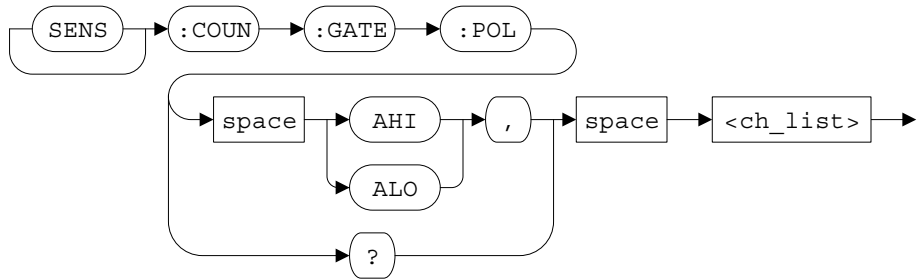 SENS :COUN :GATE :POL
space AHI , space <ch_list>
ALO
?